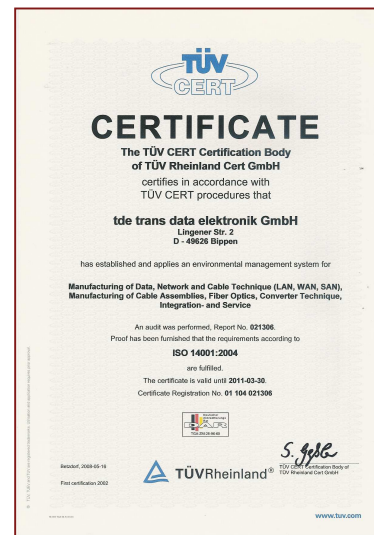 TÜV
CERT
CERTIFICATE
The TÜV CERT Certification Body
of TÜV Rheinland Cert GmbH
certifies in accordance with
TÜV CERT procedures that
tde trans data elektronik GmbH
Lingener Str. 2
D - 49626 Bippen
has established and applies an environmental management system for
Manufacturing of Data, Network and Cable Technique (LAN, WAN, SAN),
Manufacturing of Cable Assemblies, Fiber Optics, Converter Technique,
Integration- and Service
An audit was performed, Report No. 021306.
Proof has been furnished that the requirements according to
ISO 14001:2004
are fulfilled.
The certificate is valid until 2011-03-30.
Certificate Registration No. 01 104 021306
Betzdorf, 2008-05-16
First certification 2002
TÜVRheinland®
TÜV CERT Certification Body of
TÜV Rheinland Cert GmbH
www.tuv.com